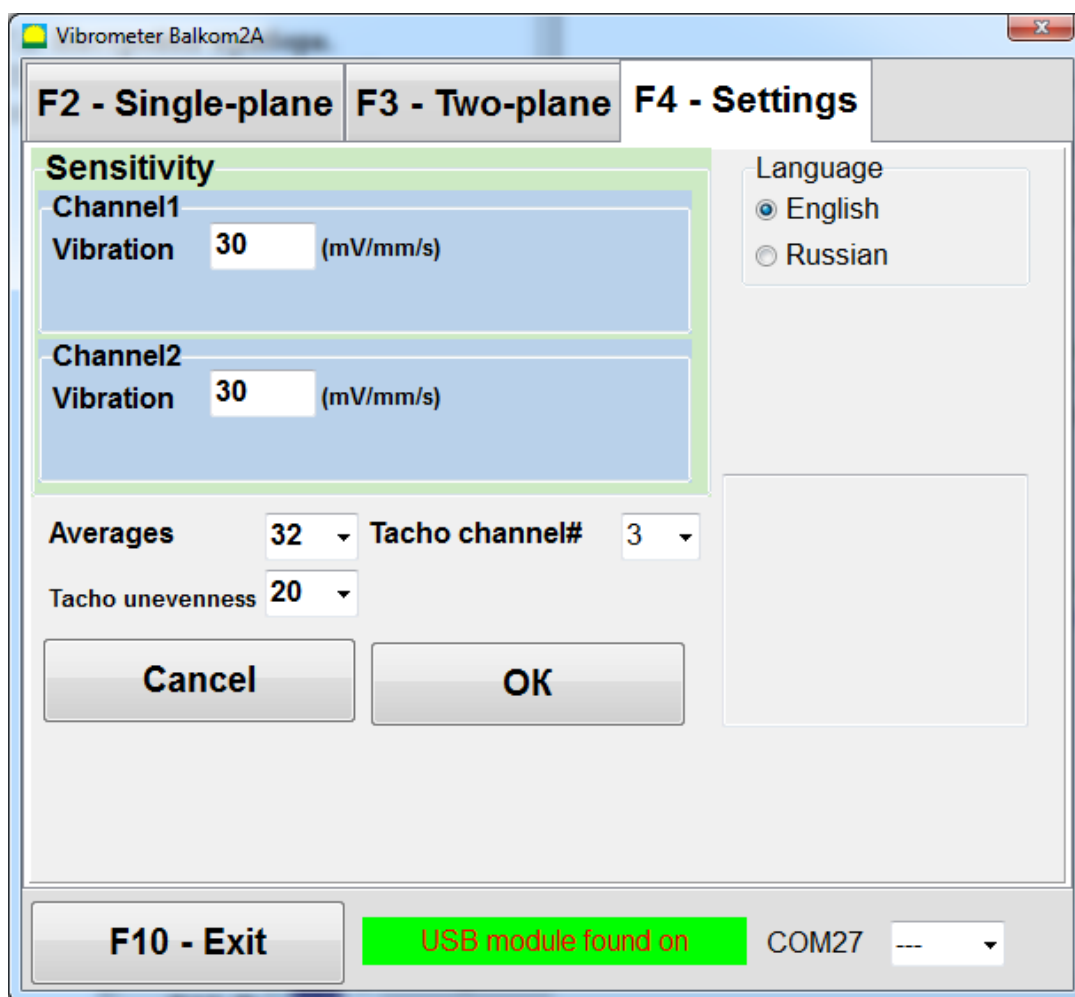 Vibrometer Balkom2A
F2 - Single-plane F3 - Two-plane F4 - Settings
Sensitivity
Channel1
Vibration 30 (mV/mm/s)
Channel2
Vibration 30 (mV/mm/s)
Language
English
Russian
Averages 32 Tacho channel# 3
Tacho unevenness 20
Cancel OK
F10 - Exit USB module found on COM27 ---